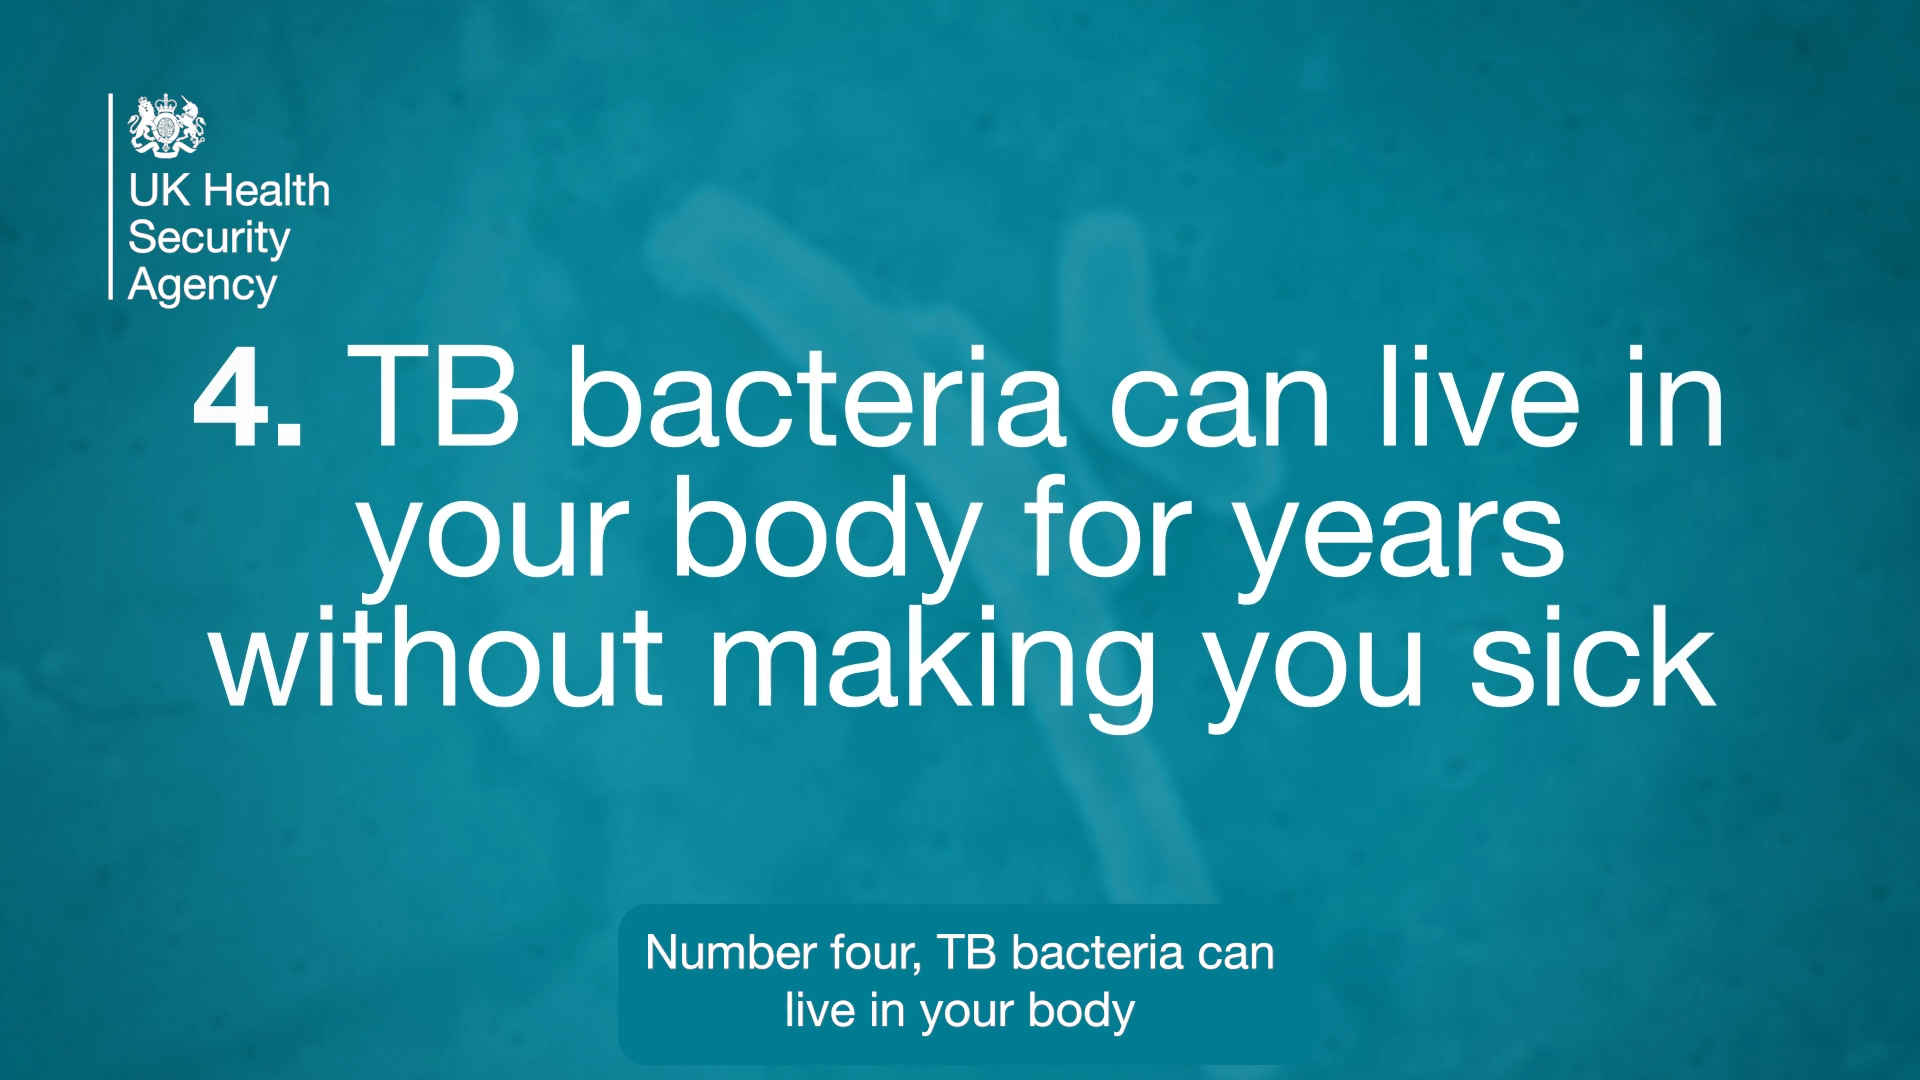 UK Health
Security
Agency
4. TB bacteria can live in
your body for years
without making you sick
Number four, TB bacteria can
live in your body